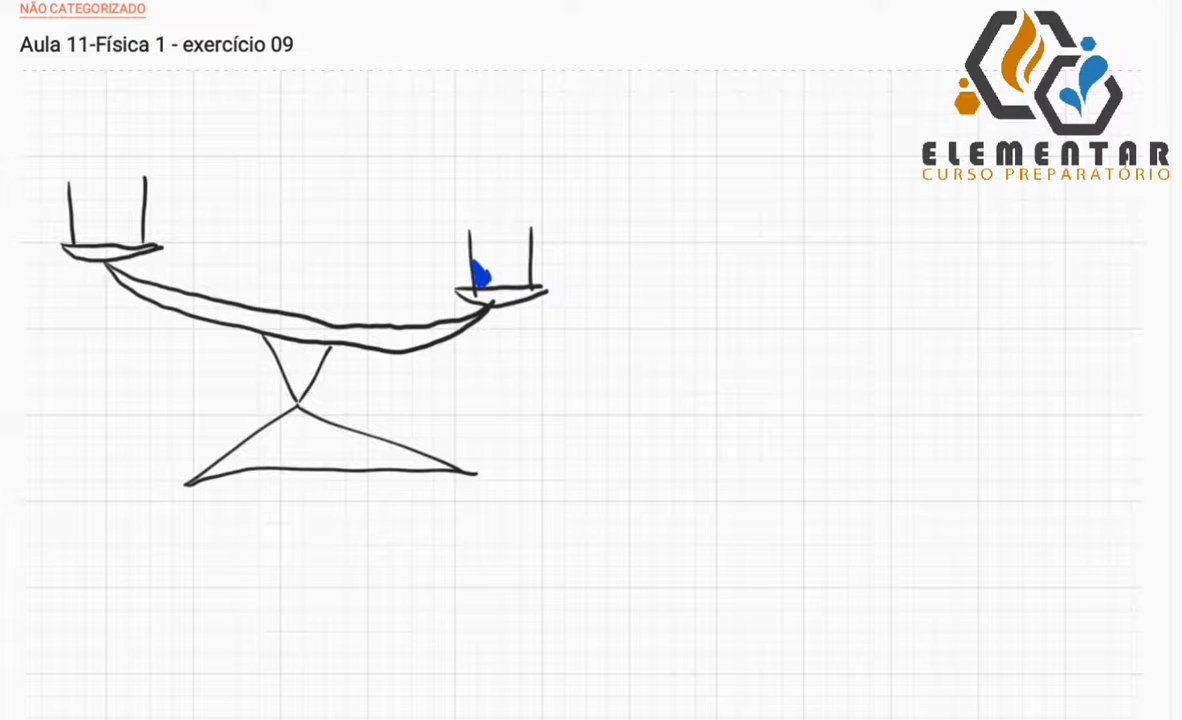 NÃO CATEGORIZADO
Aula 11-Física 1 - exercício 09
ELEMENTAR
CURSO PREPARATÓRIO